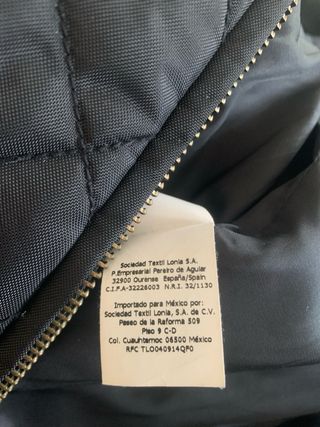 Sociedad Textil Lonia S.A.
P.Empresarial Pereiro de Aguiar
32900 Ourense España/Spain
C.I.F.A-32226003 N.R.I. 32/1130
Importado para México por:
Sociedad Textil Lonia, S.A. de C.V.
Paseo de la Reforma 509
Piso 9 C-D
Col. Cuauhtemoc 06500 México
RFC TLO040914QF0